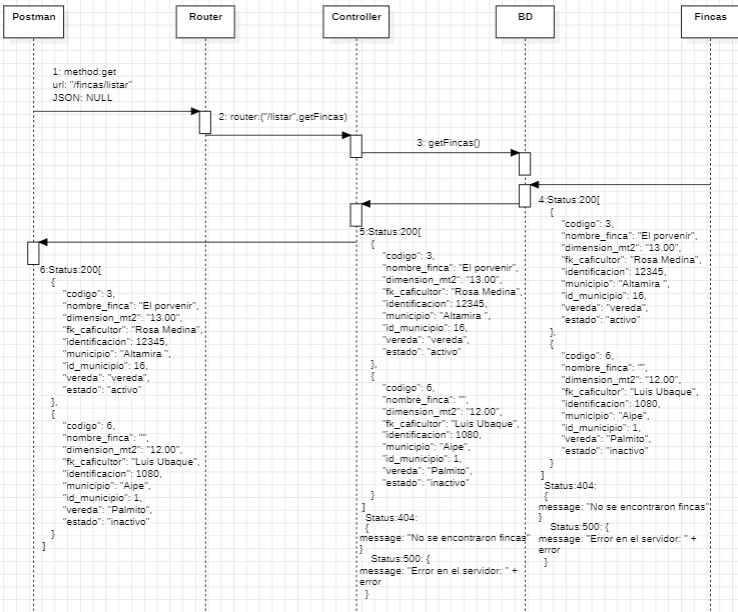 Postman
Router
Controller
BD
Fincas
1: method:get
url: "/fincas/listar"
JSON: NULL
2: router:("/listar",getFincas)
3: getFincas()
4:Status:200[
{
"codigo": 3,
"nombre_finca": "El porvenir",
"dimension_mt2": "13.00"
"fk_caficultor": "Rosa Medina",
"identificacion": 12345,
"municipio": "Altamira ",
"id_municipio": 16,
"vereda": "vereda",
"estado": "activo"
},
{
"codigo": 6,
"nombre_finca": "",
"dimension_mt2": "12.00",
"fk_caficultor": "Luis Ubaque",
"identificacion": 1080,
"municipio": "Aipe",
"id_municipio": 1,
"vereda": "Palmito",
"estado": "inactivo"
}
]
Status:404:
{
message: "No se encontraron fincas"
}
Status:500: {
message: "Error en el servidor: " +
error
}
5:Status:200[
{
"codigo": 3,
"nombre_finca": "El porvenir",
"dimension_mt2": "13.00",
"fk_caficultor": "Rosa Medina",
"identificacion": 12345,
"municipio": "Altamira ",
"id_municipio": 16,
"vereda": "vereda",
"estado": "activo"
},
{
"codigo": 6,
"nombre_finca": "",
"dimension_mt2": "12.00"
"fk_caficultor": "Luis Ubaque",
"identificacion": 1080,
"municipio": "Aipe",
"id_municipio": 1,
"vereda": "Palmito",
"estado": "inactivo"
}
]
Status:404:
{
message: "No se encontraron fincas"
}
Status:500: {
message: "Error en el servidor: " +
error
}
6:Status:200[
{
"codigo": 3,
"nombre_finca": "El porvenir",
"dimension_mt2": "13.00",
"fk_caficultor": "Rosa Medina",
"identificacion": 12345,
"municipio": "Altamira ",
"id_municipio": 16,
"vereda": "vereda",
"estado": "activo"
},
{
"codigo": 6,
"nombre_finca": "",
"dimension_mt2": "12.00",
"fk_caficultor": "Luis Ubaque",
"identificacion": 1080,
"municipio": "Aipe",
"id_municipio": 1,
"vereda": "Palmito",
"estado": "inactivo"
}
]